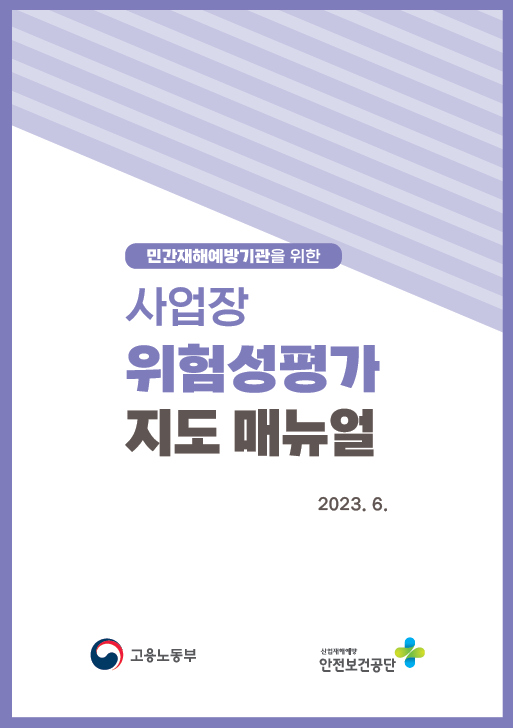 민간재해예방기관을 위한
사업장
위험성평가
지도 매뉴얼
2023. 6.
고용노동부
산업재해예방
안전보건공단